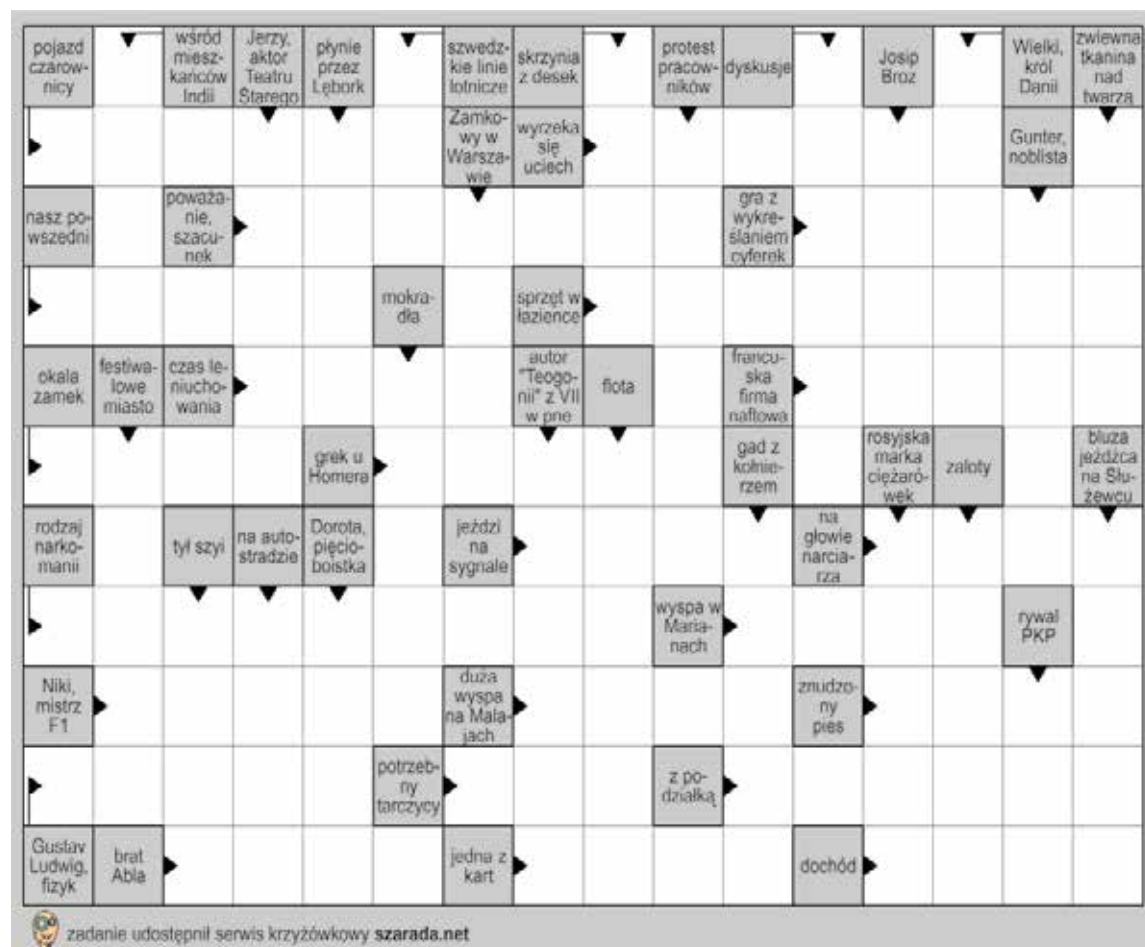 pojazd
czarow-
nicy
wśród
miesz-
kańców
Indii
Jerzy,
aktor
Teatru
Starego
płynie
przez
Lębork
szwedz-
kie linie
lotnicze
skrzynia
z desek
protest
pracow-
ników
dyskusje
Josip
Broz
Wielki,
król
Danii
zwiewna
tkanina
nad
twarzą
Zamko-
wy w
Warsza-
wie
wyrzeka
się
uciech
Gunter,
noblista
nasz po-
wszedni
poważa-
nie,
szacu-
nek
gra z
wykre-
ślaniem
cyferek
mokra-
dła
sprzęt w
łazience
okala
zamek
festiwa-
lowe
miasto
czas le-
niucho-
wania
autor
"Teogo-
nii" z VII
w pne
flota
francu-
ska
firma
naftowa
grek u
Homera
gad z
kołnie-
rzem
rosyjska
marka
ciężaró-
wek
zaloty
bluza
jeźdźca
na Słu-
żewcu
rodzaj
narko-
manii
tył szyi
na auto-
stradzie
Dorota,
pięcio-
boistka
jeździ
na
sygnale
na
głowie
narcia-
rza
wyspa w
Maria-
nach
rywal
PKP
Niki,
mistrz
F1
duża
wyspa
na Mala-
jach
znudzo-
ny
pies
potrzeb-
ny
tarczycy
z po-
działką
Gustav
Ludwig,
fizyk
brat
Abla
jedna z
kart
dochód
zadanie udostępnił serwis krzyżówkowy szarada.net